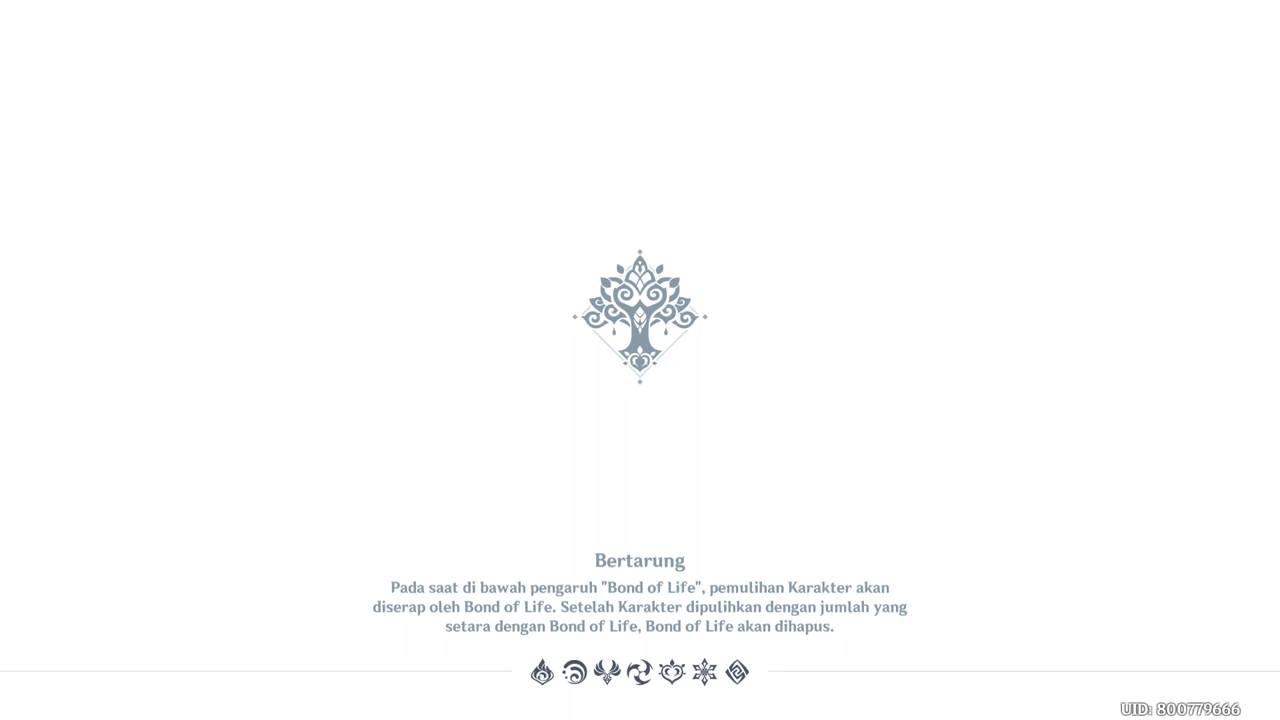 Bertarung
Pada saat di bawah pengaruh "Bond of Life", pemulihan Karakter akan
diserap oleh Bond of Life. Setelah Karakter dipulihkan dengan jumlah yang
setara dengan Bond of Life, Bond of Life akan dihapus.
UID: 800779666